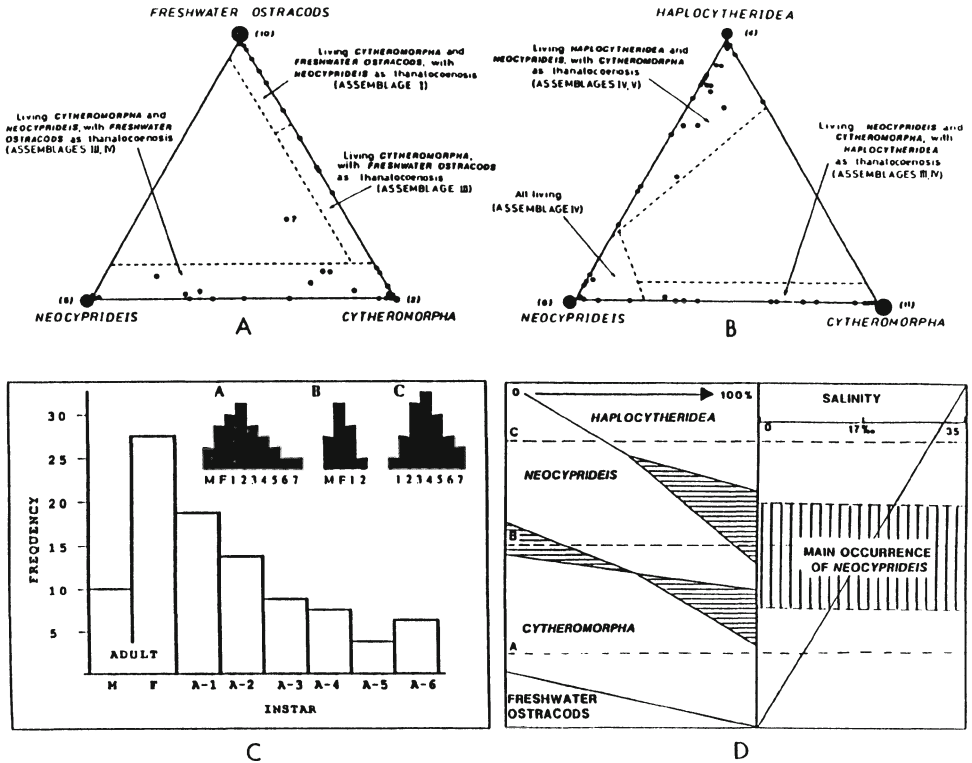 FRESHWATER OSTRACODS
(10)
Living CYTHEROMORPHA and
FRESHWATER OSTRACODS, with
NEOCYPRIDEIS as thanatocoenosis
(ASSEMBLAGE I)
Living CYTHEROMORPHA and
NEOCYPRIDEIS, with FRESHWATER
OSTRACODS as thanatocoenosis
(ASSEMBLAGES III, IV)
Living CYTHEROMORPHA,
with FRESHWATER OSTRACODS
as thanatocoenosis
(ASSEMBLAGE II)
?
(5)
(2)
NEOCYPRIDEIS
CYTHEROMORPHA
A
HAPLOCYTHERIDEA
(4)
Living HAPLOCYTHERIDEA and
NEOCYPRIDEIS, with CYTHEROMORPHA
as thanatocoenosis
(ASSEMBLAGES IV, V)
Living NEOCYPRIDEIS and
CYTHEROMORPHA, with
HAPLOCYTHERIDEA
as thanatocoenosis
(ASSEMBLAGES III, IV)
All living
(ASSEMBLAGE IV)
(11)
NEOCYPRIDEIS
CYTHEROMORPHA
B
FREQUENCY
30
25
20
15
10
5
A
M F 1 2 3 4 5 6 7
B
M F 1 2
C
1 2 3 4 5 6 7
ADULT
M F A-1 A-2 A-3 A-4 A-5 A-6
INSTAR
C
0 100%
HAPLOCYTHERIDEA
C
NEOCYPRIDEIS
B
CYTHEROMORPHA
A
FRESHWATER
OSTRACODS
SALINITY
0 17‰ 35
MAIN OCCURRENCE
OF NEOCYPRIDEIS
D